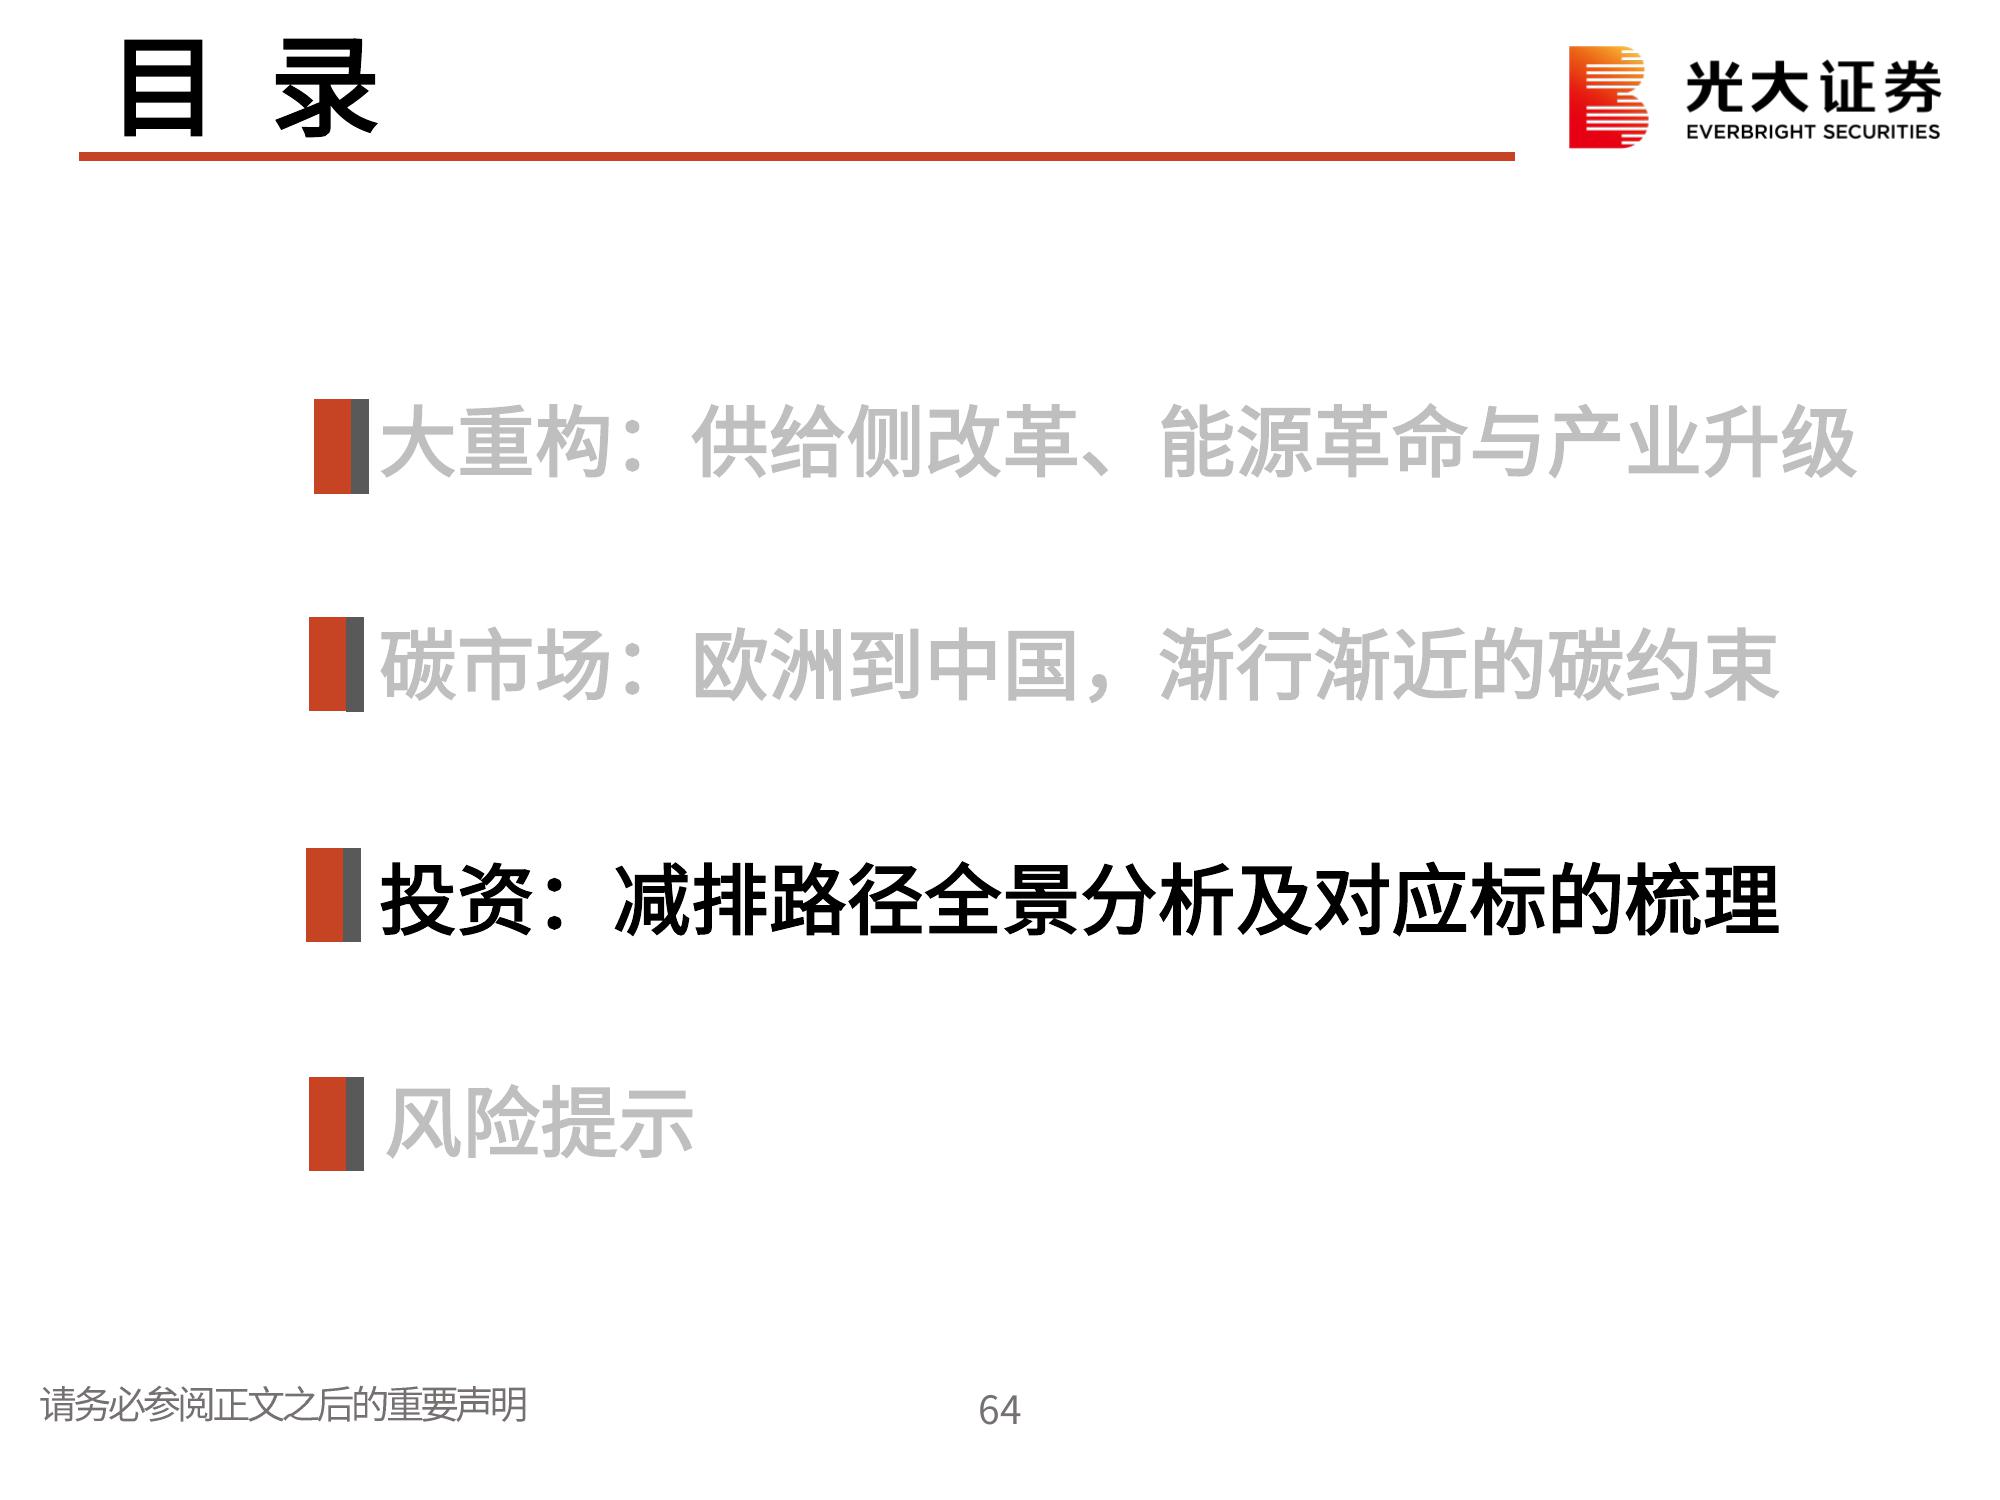 目 录
光大证券
EVERBRIGHT SECURITIES
大重构：供给侧改革、能源革命与产业升级
碳市场：欧洲到中国，渐行渐近的碳约束
投资：减排路径全景分析及对应标的梳理
风险提示
请务必参阅正文之后的重要声明
64